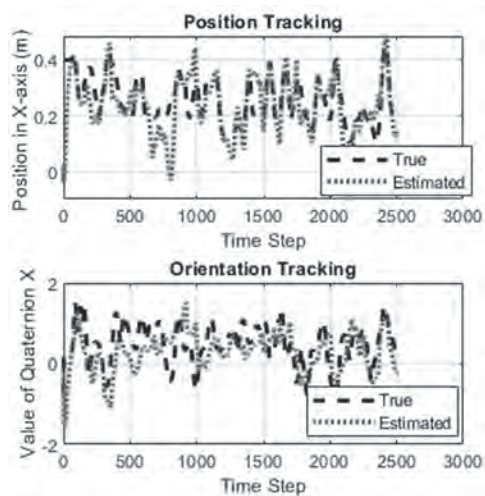 Position Tracking
Position in X-axis (m)
0.4
0.2
0
0 500 1000 1500 2000 2500 3000
Time Step
True
Estimated
Orientation Tracking
Value of Quaternion X
2
0
-2
0 500 1000 1500 2000 2500 3000
Time Step
True
Estimated